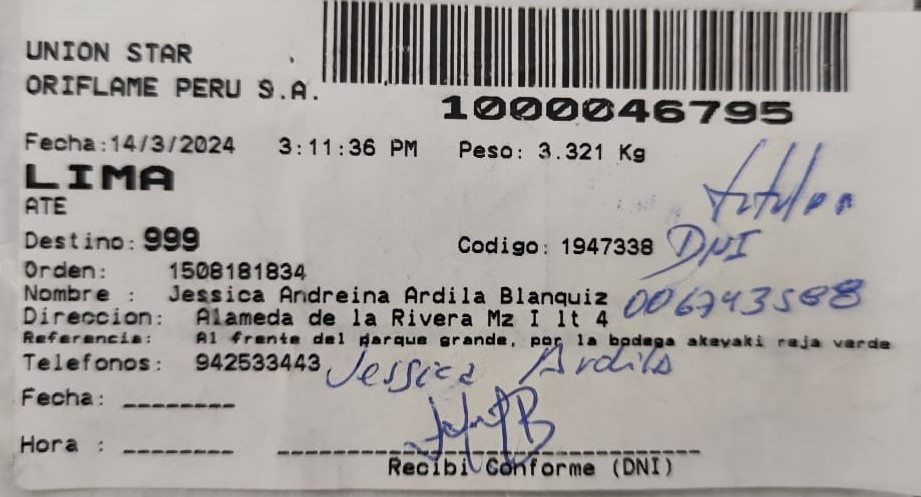 UNION STAR
ORIFLAME PERU S.A.
1000046795
Fecha:14/3/2024 3:11:36 PM Peso: 3.321 Kg
LIMA
ATE
titular
Destino: 999 Codigo: 1947338 DNI
Orden: 1508181834
Nombre : Jessica Andreina Ardila Blanquiz 006743588
Direccion: Alameda de la Rivera Mz I lt 4
Referencia: Al frente del parque grande, por la bodega akeyaki reja verde
Telefonos: 942533443 Jessica Ardila
Fecha: ________
Hora : ________
Recibi Conforme (DNI)